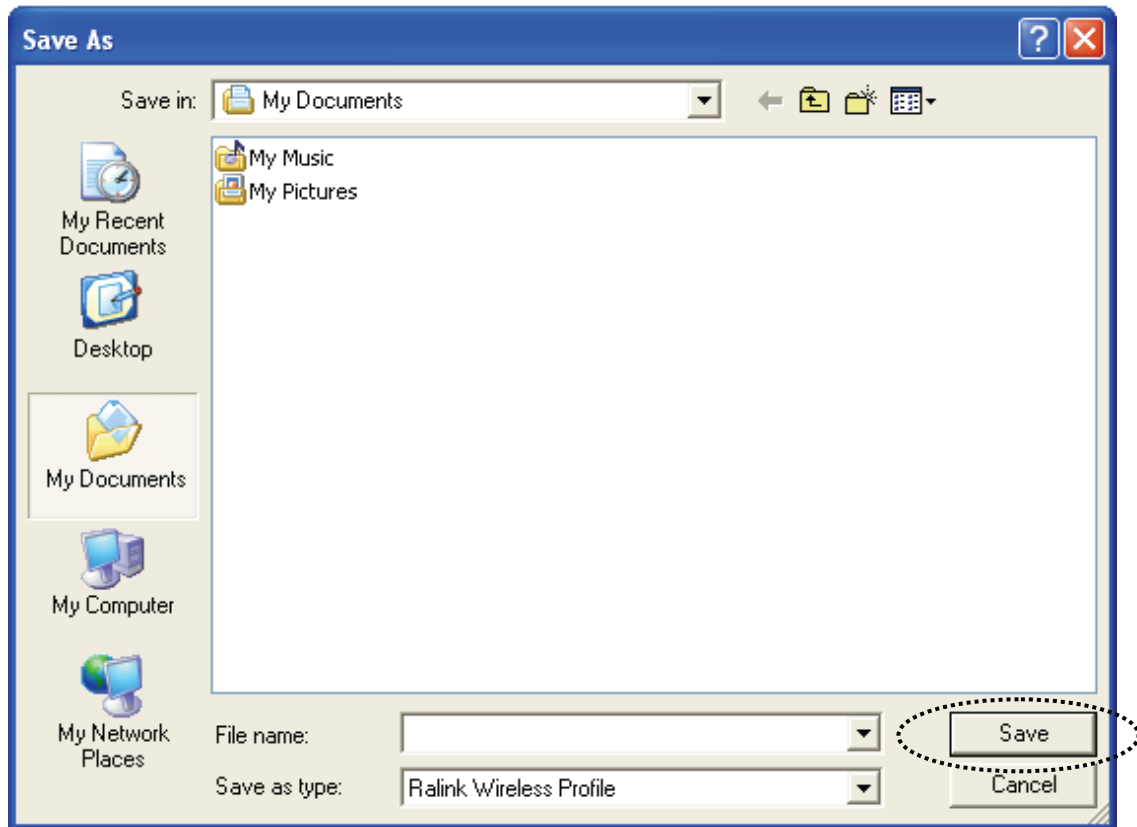 Save As
Save in:
My Documents
My Music
My Pictures
My Recent
Documents
Desktop
My Documents
My Computer
My Network
Places
File name:
Save
Save as type:
Ralink Wireless Profile
Cancel